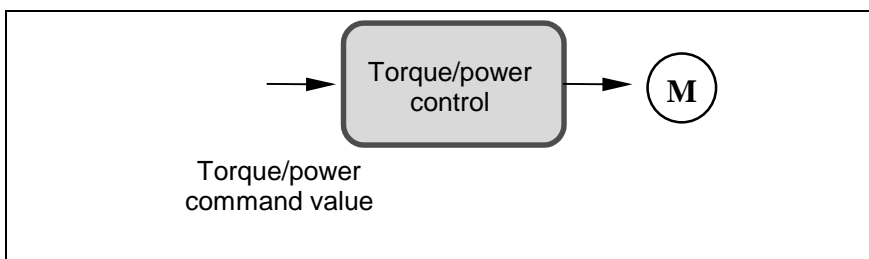 Torque/power
control
M
Torque/power
command value